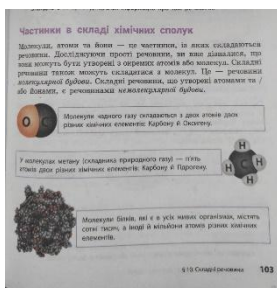 Частинки в складі хімічних сполук
Молекули, атоми та йони — це частинки, із яких складаються
речовини. Досліджуючи прості речовини, ви вже дізналися, що
вони можуть бути утворені з окремих атомів або молекул. Складні
речовини також можуть складатися з молекул. Це — речовини
молекулярної будови. Складні речовини, що утворені атомами та /
або йонами, є речовинами немолекулярної будови.
O C
Молекули чадного газу складаються з двох атомів двох
різних хімічних елементів: Карбону й Оксигену.
У молекулах метану (складника природного газу) — п'ять
атомів двох різних хімічних елементів: Карбону й Гідрогену.
H
H C H
H
Молекули білків, які є в усіх живих організмах, містять
сотні тисяч, а іноді й мільйони атомів різних хімічних
елементів.
§ 13. Складні речовини 103